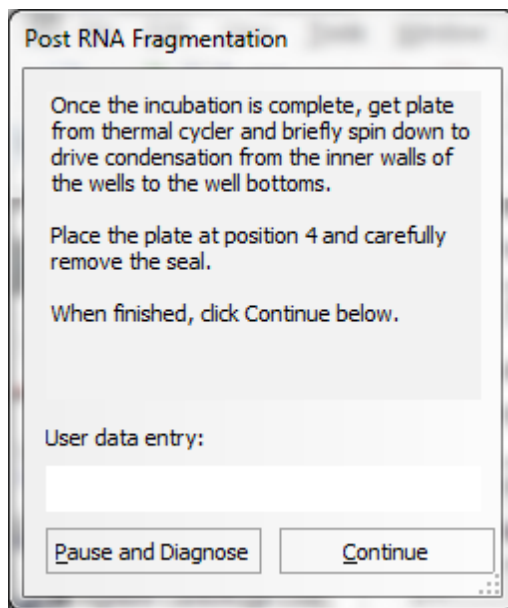 Post RNA Fragmentation
Once the incubation is complete, get plate
from thermal cycler and briefly spin down to
drive condensation from the inner walls of
the wells to the well bottoms.
Place the plate at position 4 and carefully
remove the seal.
When finished, click Continue below.
User data entry:
Pause and Diagnose
Continue